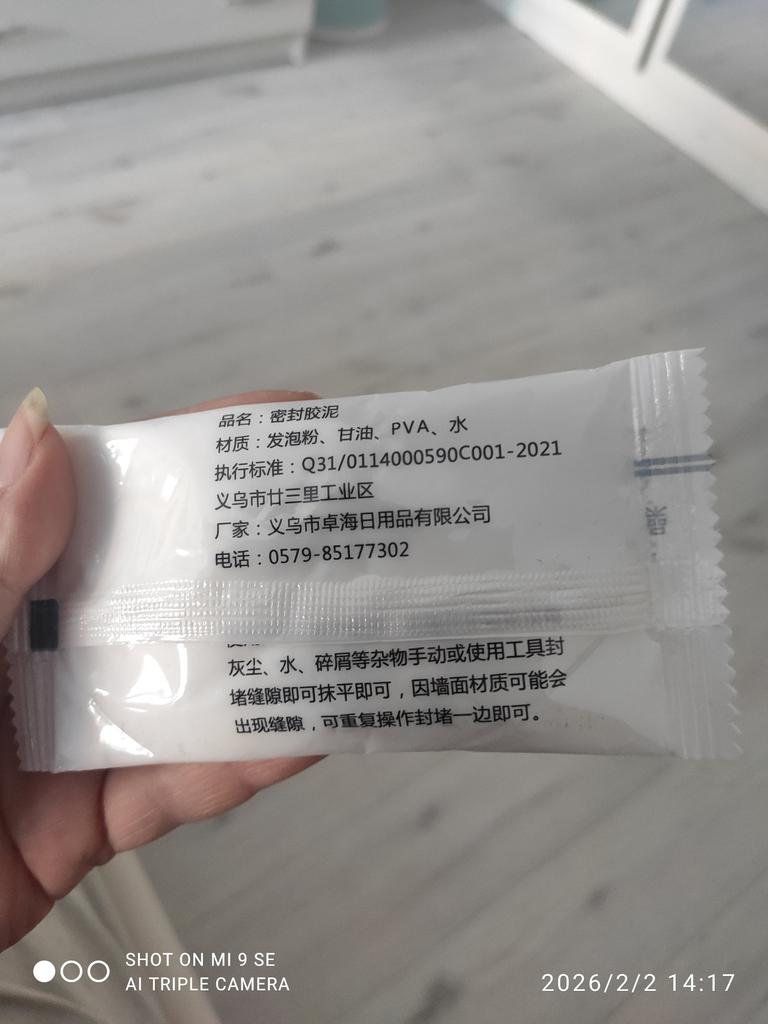 品名：密封胶泥
材质：发泡粉、甘油、PVA、水
执行标准：Q31/0114000590C001-2021
义乌市廿三里工业区
厂家：义乌市卓海日用品有限公司
电话：0579-85177302
灰尘、水、碎屑等杂物手动或使用工具封
堵缝隙即可抹平即可，因墙面材质可能会
出现缝隙，可重复操作封堵一边即可。
SHOT ON MI 9 SE
AI TRIPLE CAMERA
2026/2/2 14:17